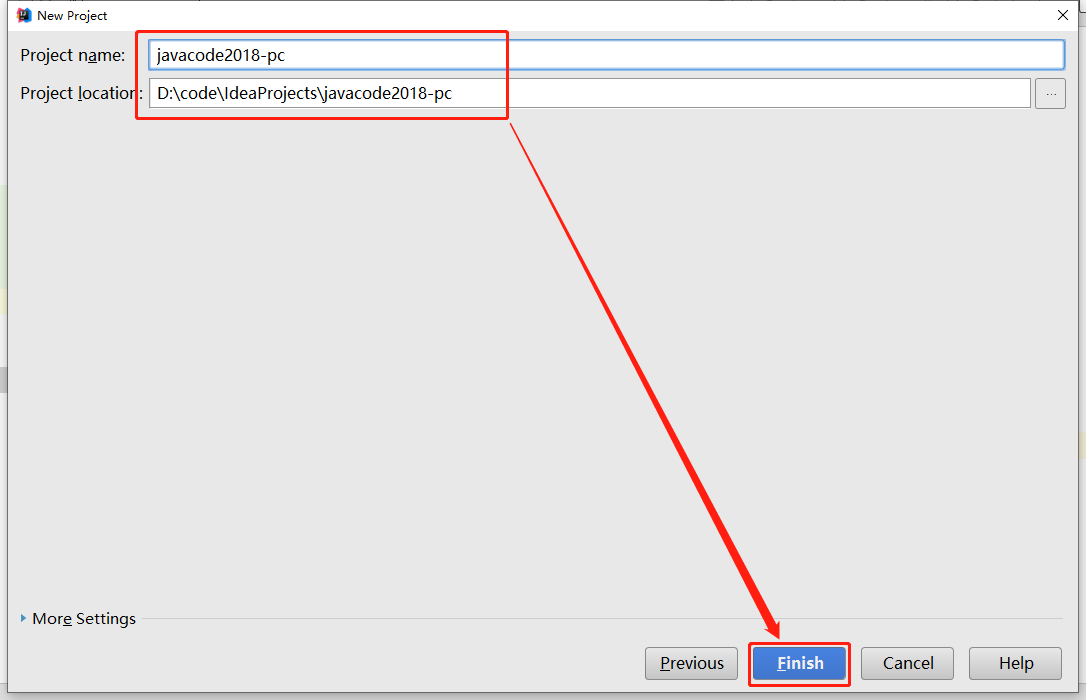 New Project
Project name: javacode2018-pc
Project location: D:\code\IdeaProjects\javacode2018-pc ...
More Settings
Previous Finish Cancel Help